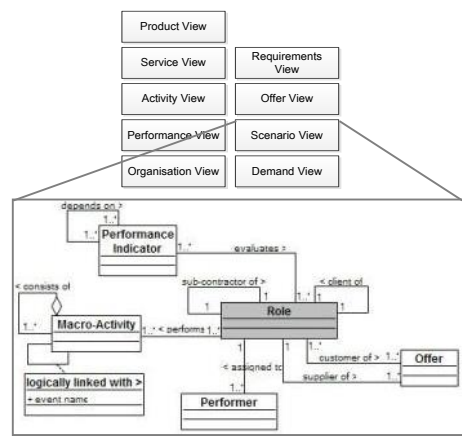 Product View
Service View
Requirements
View
Activity View
Offer View
Performance View
Scenario View
Organisation View
Demand View
depends on >
1..*
1..*
Performance
Indicator
1..*
evaluates >
< consists of
sub-contractor of >
< client of
1
1
1..*
1
1
1..*
Macro-Activity
1..*
< performs
1..*
Role
1
1
1
customer of >
1..*
Offer
< assigned to
supplier of >
1..*
logically linked with >
+ event name
1..*
Performer